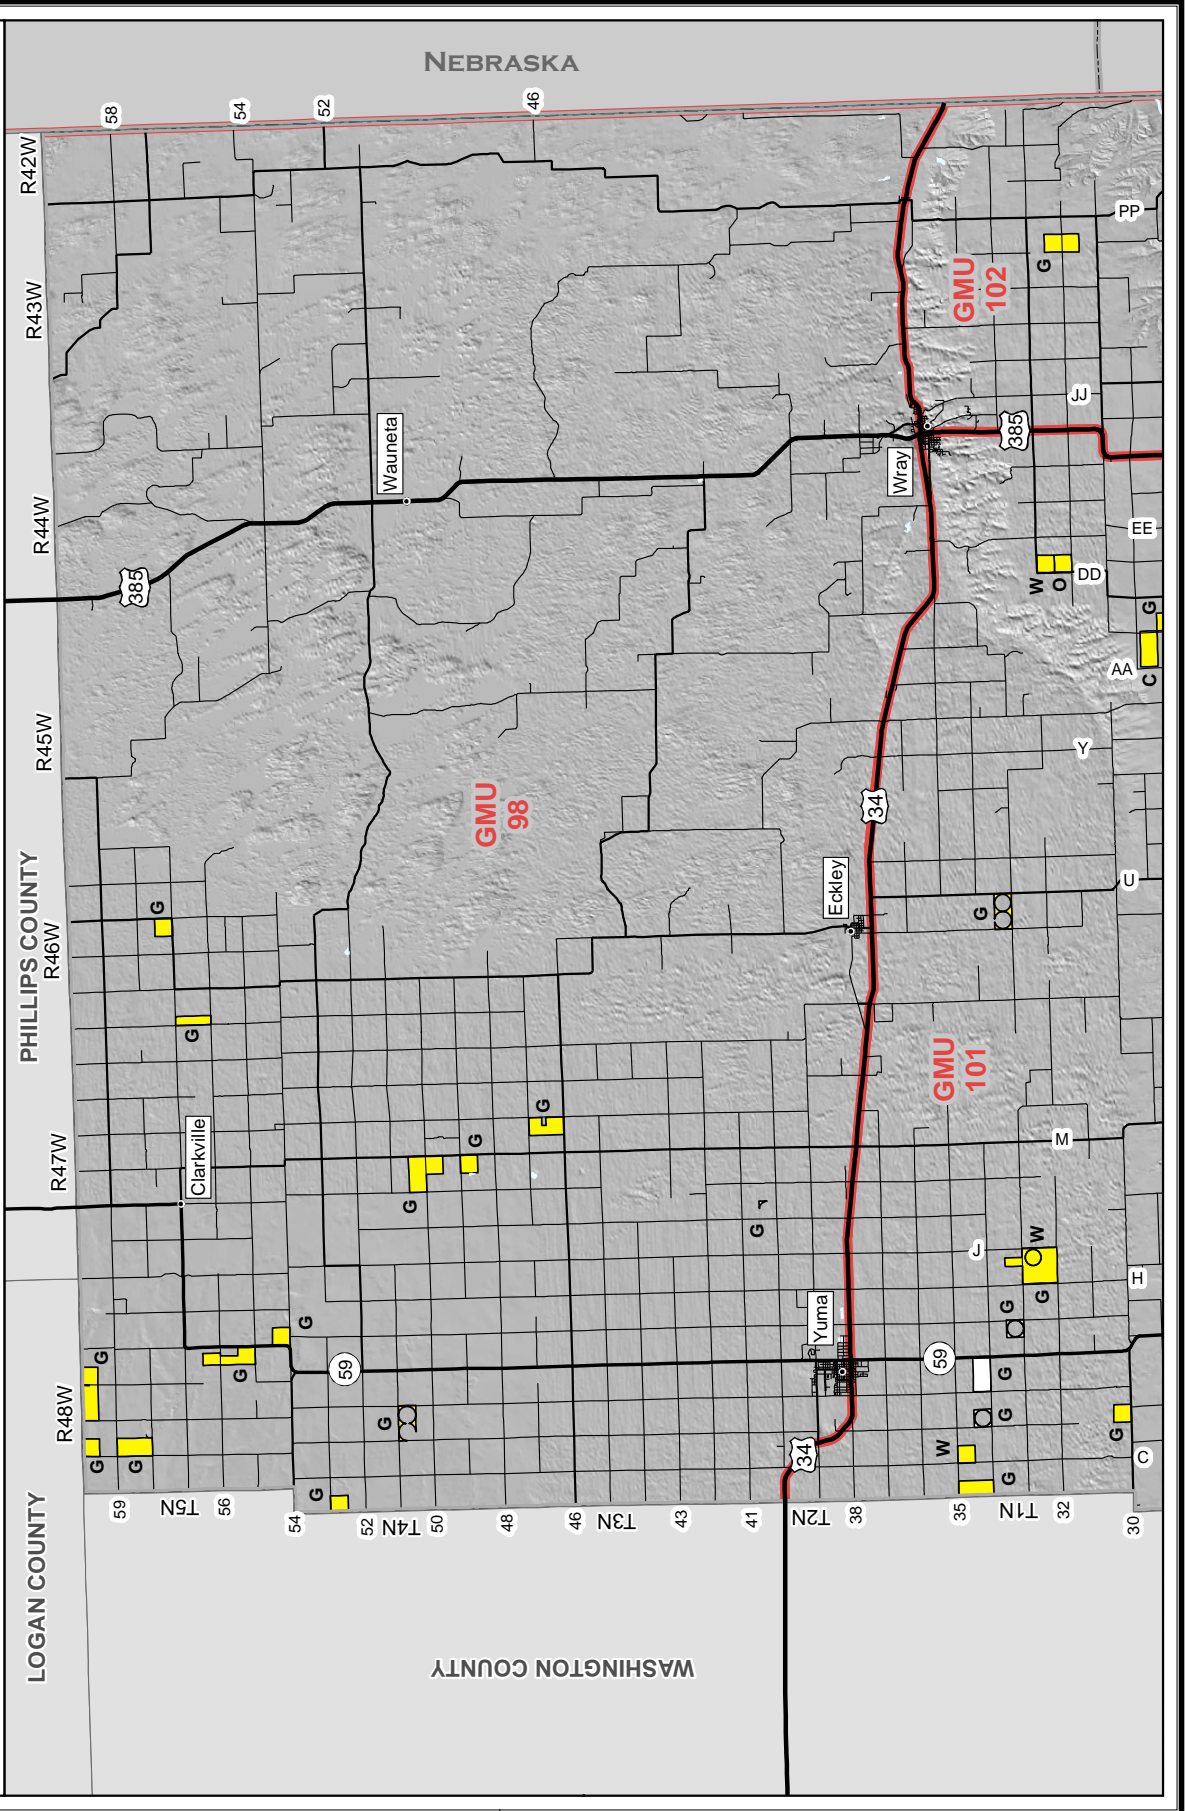 LOGAN COUNTY
PHILLIPS COUNTY
R48W
R47W
R46W
R45W
R44W
R43W
R42W
G
G
59
58
G
385
G
T5N
G
Clarkville
56
G
54
54
G
G
52
59
52
T4N
G
Wauneta
G
50
G
GMU
98
48
NEBRASKA
WASHINGTON COUNTY
46
G
46
T3N
43
41
G
T2N
34
Yuma
Eckley
38
34
Wray
59
W
35
GMU
101
GMU
102
J
G
G
G
G
G
385
T1N
G
W
W
O
G
32
M
Y
JJ
DD
G
AA
U
PP
30
H
C
EE
C
G